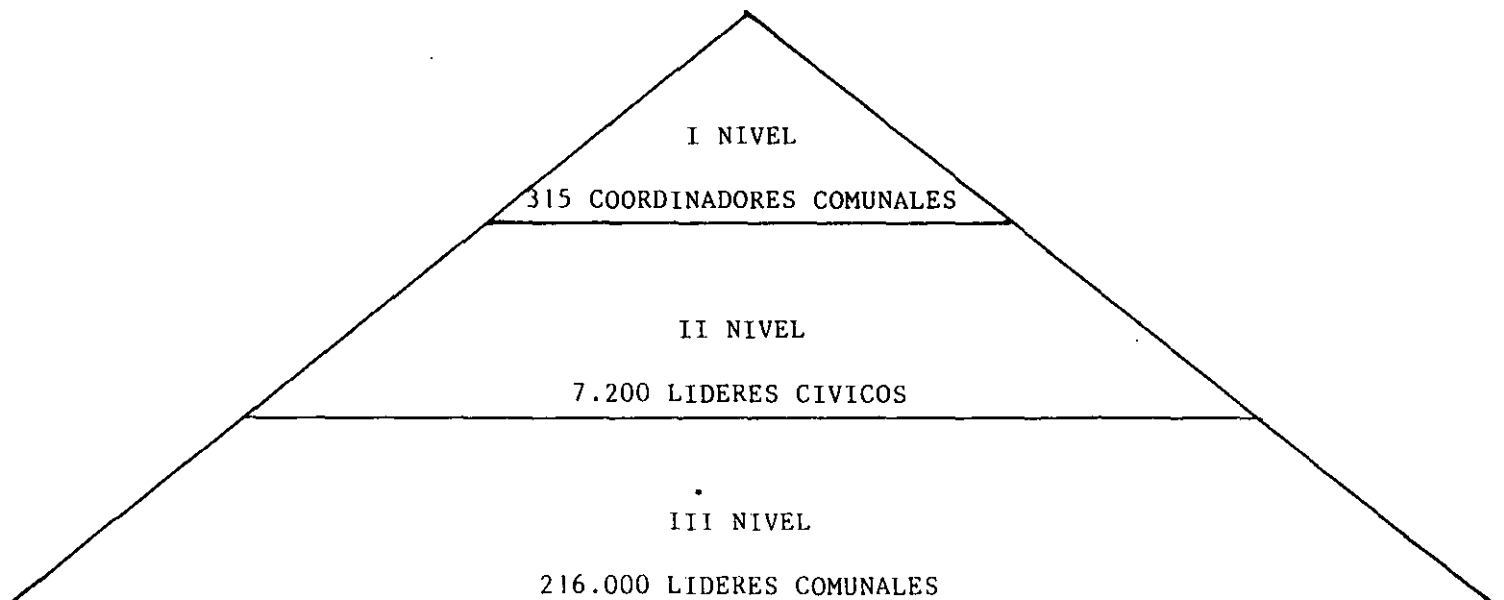 I NIVEL
315 COORDINADORES COMUNALES
II NIVEL
7.200 LIDERES CIVICOS
III NIVEL
216.000 LIDERES COMUNALES